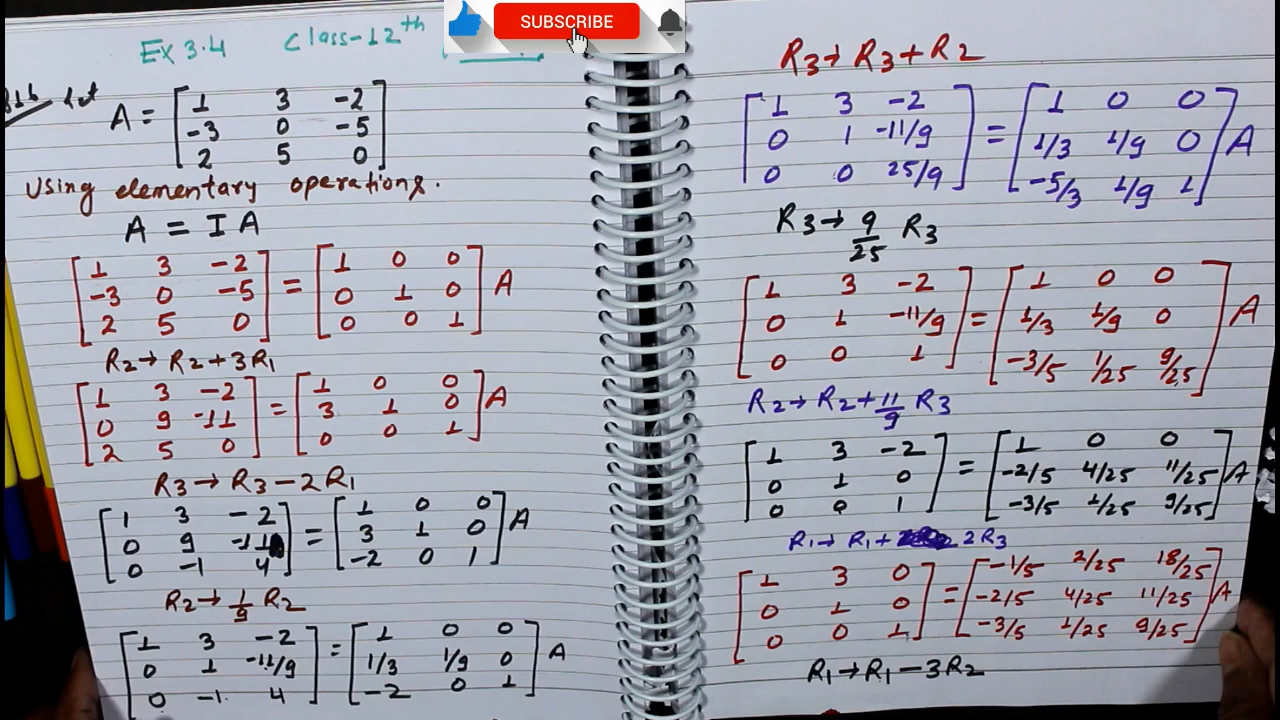 SUBSCRIBE
Ex 3.4 Class-12th
let
A = [1 3 -2
-3 0 -5
2 5 0]
Using elementary operations.
A = I A
[1 3 -2 [1 0 0
-3 0 -5 = 0 1 0 A
2 5 0] 0 0 1]
R2 → R2 + 3R1
[1 3 -2 [1 0 0
0 9 -11 = 3 1 0 A
2 5 0] 0 0 1]
R3 → R3 - 2R1
[1 3 -2 [1 0 0
0 9 -11 = 3 1 0 A
0 -1 4] -2 0 1]
R2 → 1/9 R2
[1 3 -2 [1 0 0
0 1 -11/9 = 1/3 1/9 0 A
0 -1 4] -2 0 1]
R3 → R3 + R2
[1 3 -2 [1 0 0
0 1 -11/9 = 1/3 1/9 0 A
0 0 25/9] -5/3 1/9 1]
R3 → 9/25 R3
[1 3 -2 [1 0 0
0 1 -11/9 = 1/3 1/9 0 A
0 0 1] -3/5 1/25 9/25]
R2 → R2 + 11/9 R3
[1 3 -2 [1 0 0
0 1 0 = -2/5 4/25 11/25 A
0 0 1] -3/5 1/25 9/25]
R1 → R1 + 2R3
[1 3 0 [-1/5 2/25 18/25
0 1 0 = -2/5 4/25 11/25 A
0 0 1] -3/5 1/25 9/25]
R1 → R1 - 3R2